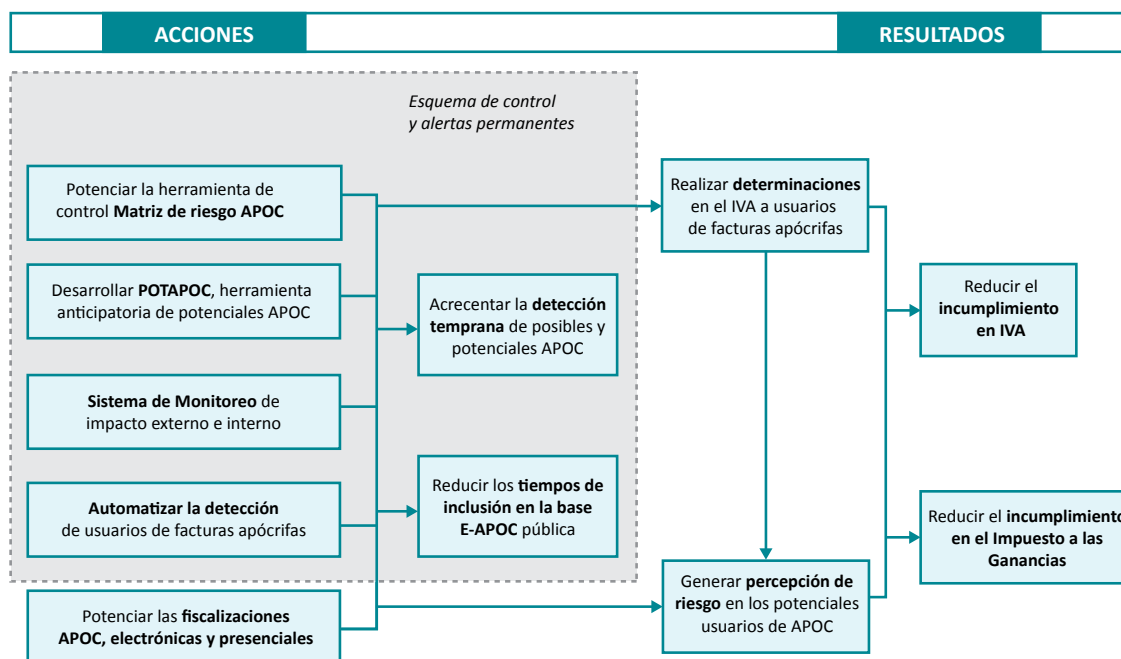 ACCIONES
RESULTADOS
Esquema de control
y alertas permanentes
Potenciar la herramienta de
control Matriz de riesgo APOC
Desarrollar POTAPOC, herramienta
anticipatoria de potenciales APOC
Sistema de Monitoreo de
impacto externo e interno
Automatizar la detección
de usuarios de facturas apócrifas
Potenciar las fiscalizaciones
APOC, electrónicas y presenciales
Acrecentar la detección
temprana de posibles y
potenciales APOC
Reducir los tiempos de
inclusión en la base
E-APOC pública
Realizar determinaciones
en el IVA a usuarios
de facturas apócrifas
Generar percepción de
riesgo en los potenciales
usuarios de APOC
Reducir el
incumplimiento
en IVA
Reducir el incumplimiento
en el Impuesto a las
Ganancias